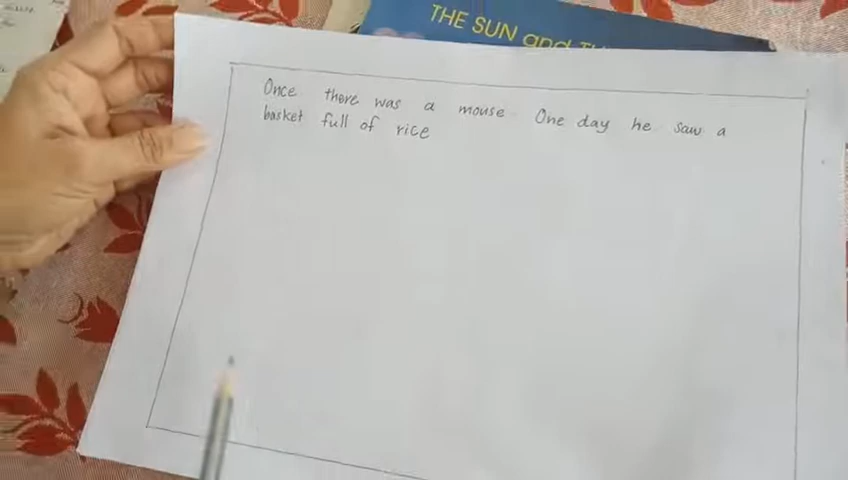 THE SUN and
Once there was a mouse. One day he saw a
basket full of rice